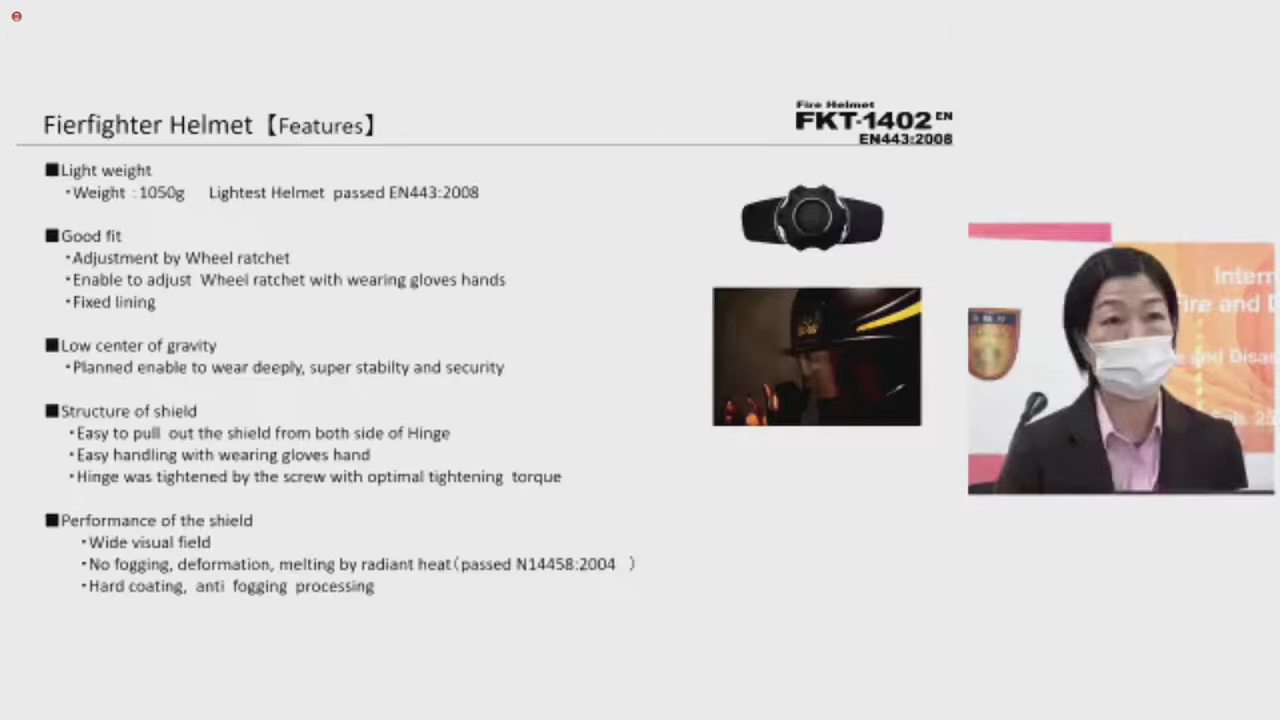 Fierfighter Helmet【Features】
Fire Helmet
FKT-1402 EN
EN443:2008
■Light weight
・Weight :1050g Lightest Helmet passed EN443:2008
■Good fit
・Adjustment by Wheel ratchet
・Enable to adjust Wheel ratchet with wearing gloves hands
・Fixed lining
■Low center of gravity
・Planned enable to wear deeply, super stabilty and security
■Structure of shield
・Easy to pull out the shield from both side of Hinge
・Easy handling with wearing gloves hand
・Hinge was tightened by the screw with optimal tightening torque
■Performance of the shield
・Wide visual field
・No fogging, deformation, melting by radiant heat(passed N14458:2004 )
・Hard coating, anti fogging processing
Intern
Fire and D
and Disas